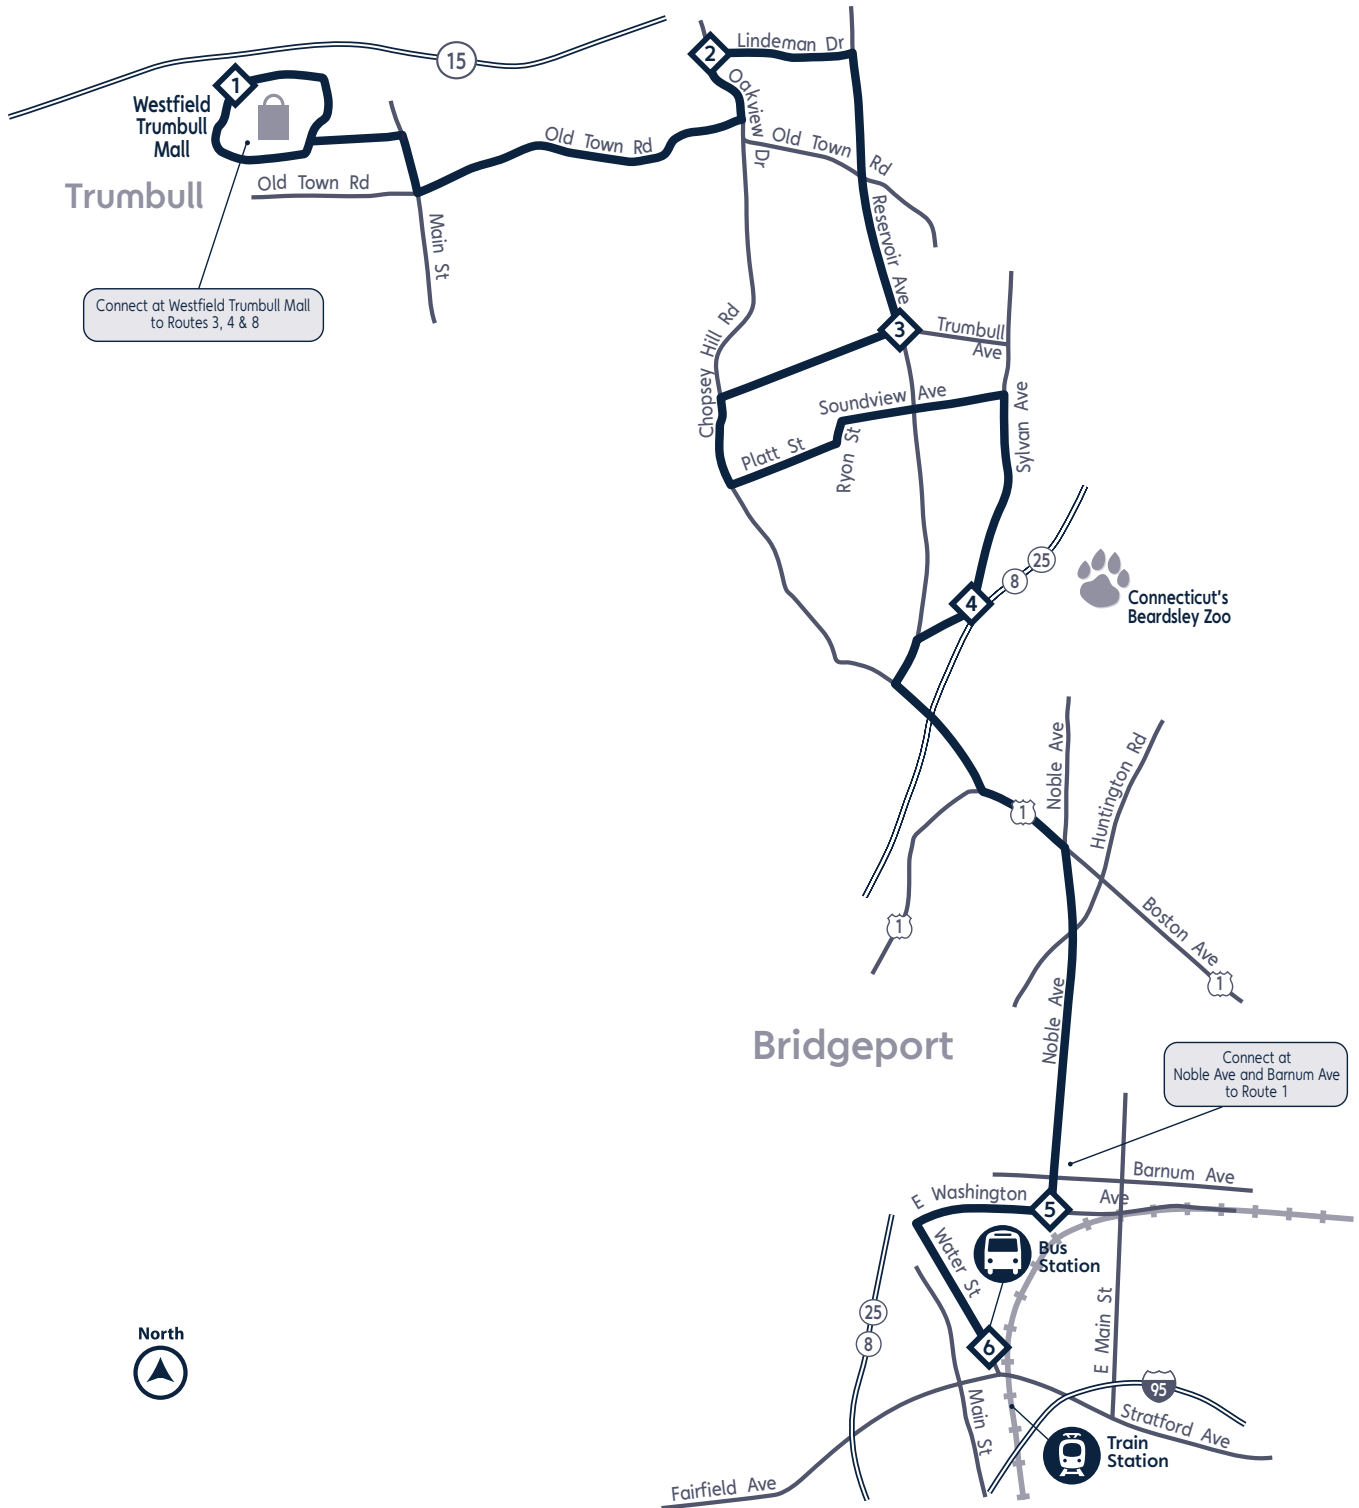 2
Lindeman Dr
15
1
Westfield
Trumbull
Mall
Oakview Dr
Old Town Rd
Old Town Rd
Trumbull
Old Town Rd
Main St
Reservoir Ave
Connect at Westfield Trumbull Mall
to Routes 3, 4 & 8
3
Trumbull
Ave
Chopsey Hill Rd
Soundview Ave
Sylvan Ave
Platt St
Ryon St
25
8
4
Connecticut's
Beardsley Zoo
Noble Ave
Huntington Rd
1
1
Boston Ave
1
Noble Ave
Bridgeport
Connect at
Noble Ave and Barnum Ave
to Route 1
Barnum Ave
E Washington Ave
5
Water St
Bus
Station
25
8
E Main St
North
6
95
Main St
Stratford Ave
Train
Station
Fairfield Ave